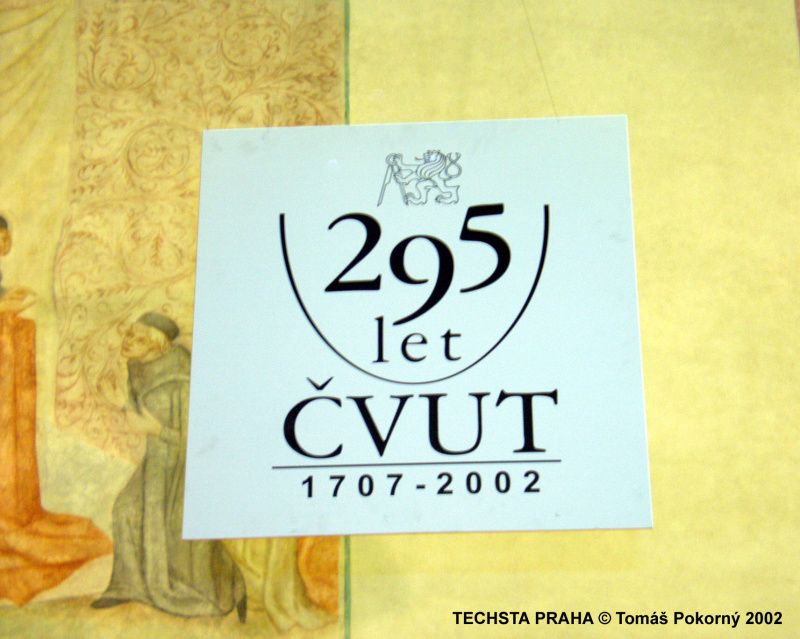 295
let
ČVUT
1707-2002
TECHSTA PRAHA © Tomáš Pokorný 2002